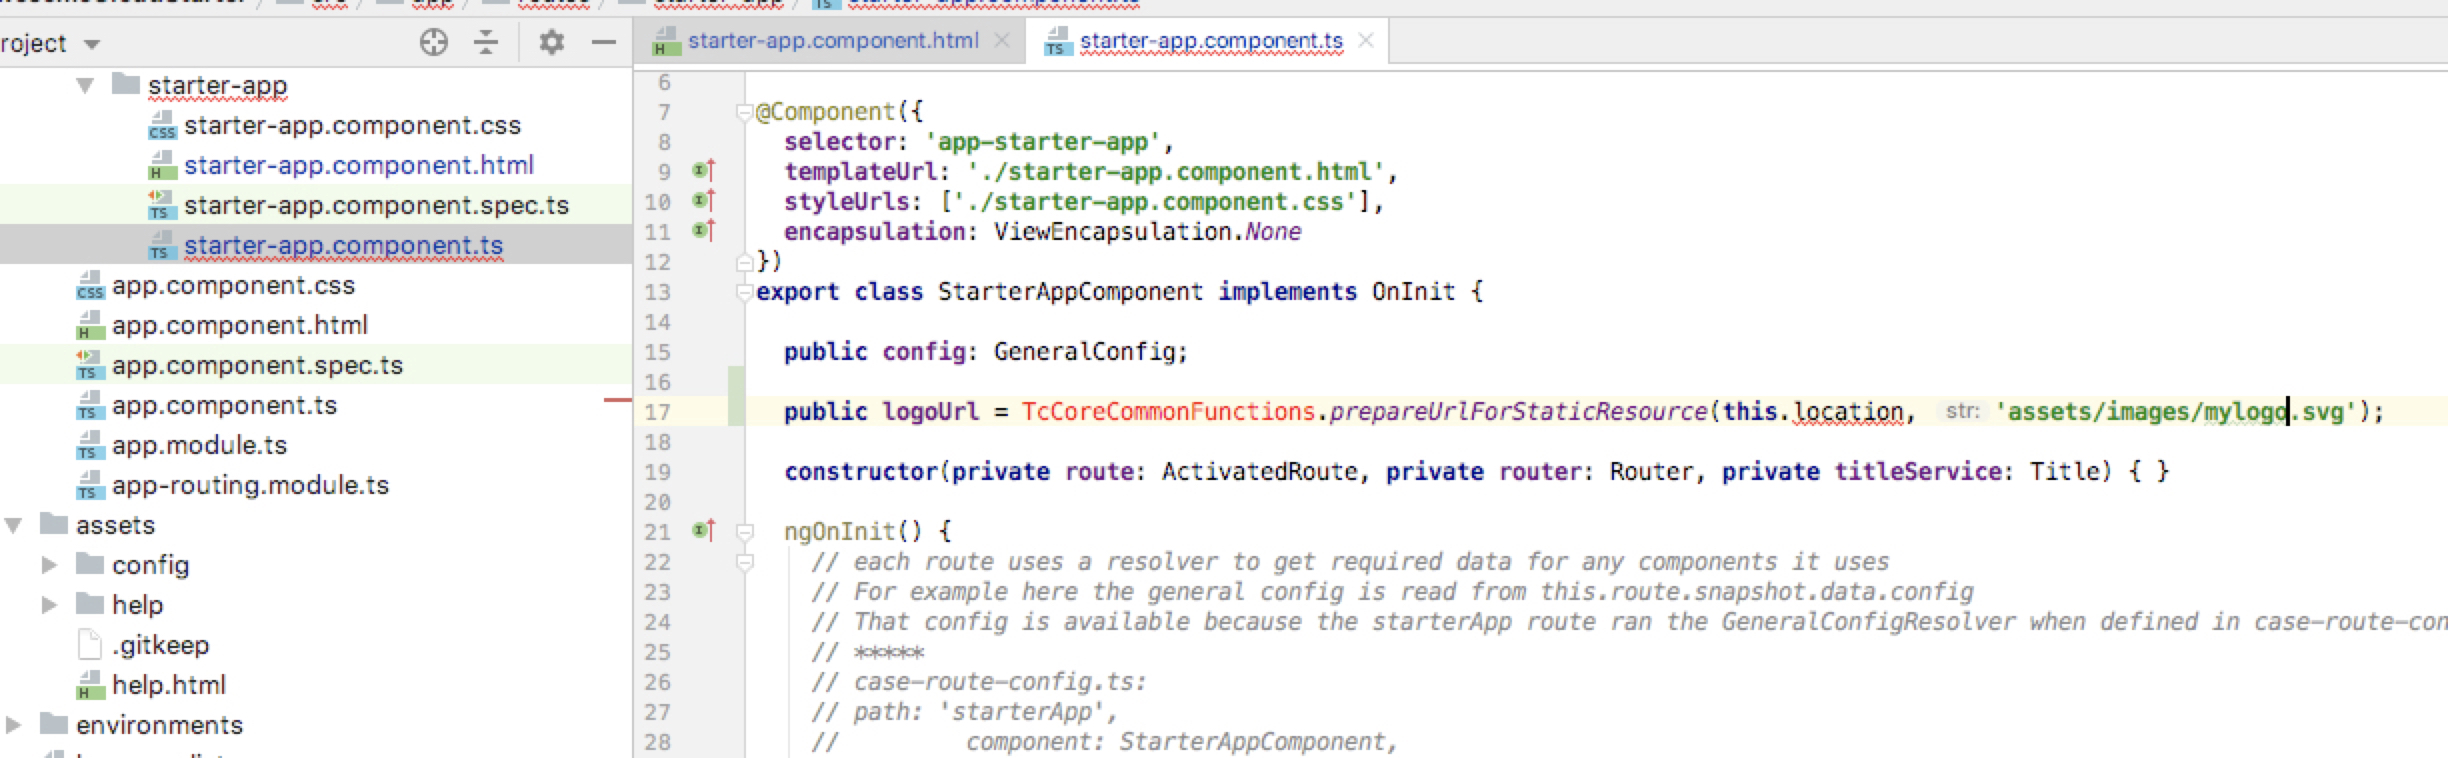 src app routes starter-app starter-app.component.ts
roject
starter-app.component.html
starter-app.component.ts
starter-app
starter-app.component.css
starter-app.component.html
starter-app.component.spec.ts
starter-app.component.ts
app.component.css
app.component.html
app.component.spec.ts
app.component.ts
app.module.ts
app-routing.module.ts
assets
config
help
.gitkeep
help.html
environments
6
7 @Component({
8 selector: 'app-starter-app',
9 templateUrl: './starter-app.component.html',
10 styleUrls: ['./starter-app.component.css'],
11 encapsulation: ViewEncapsulation.None
12 })
13 export class StarterAppComponent implements OnInit {
14
15 public config: GeneralConfig;
16
17 public logoUrl = TcCoreCommonFunctions.prepareUrlForStaticResource(this.location, str: 'assets/images/mylogo.svg');
18
19 constructor(private route: ActivatedRoute, private router: Router, private titleService: Title) { }
20
21 ngOnInit() {
22 // each route uses a resolver to get required data for any components it uses
23 // For example here the general config is read from this.route.snapshot.data.config
24 // That config is available because the starterApp route ran the GeneralConfigResolver when defined in case-route-con
25 // *****
26 // case-route-config.ts:
27 // path: 'starterApp',
28 // component: StarterAppComponent,